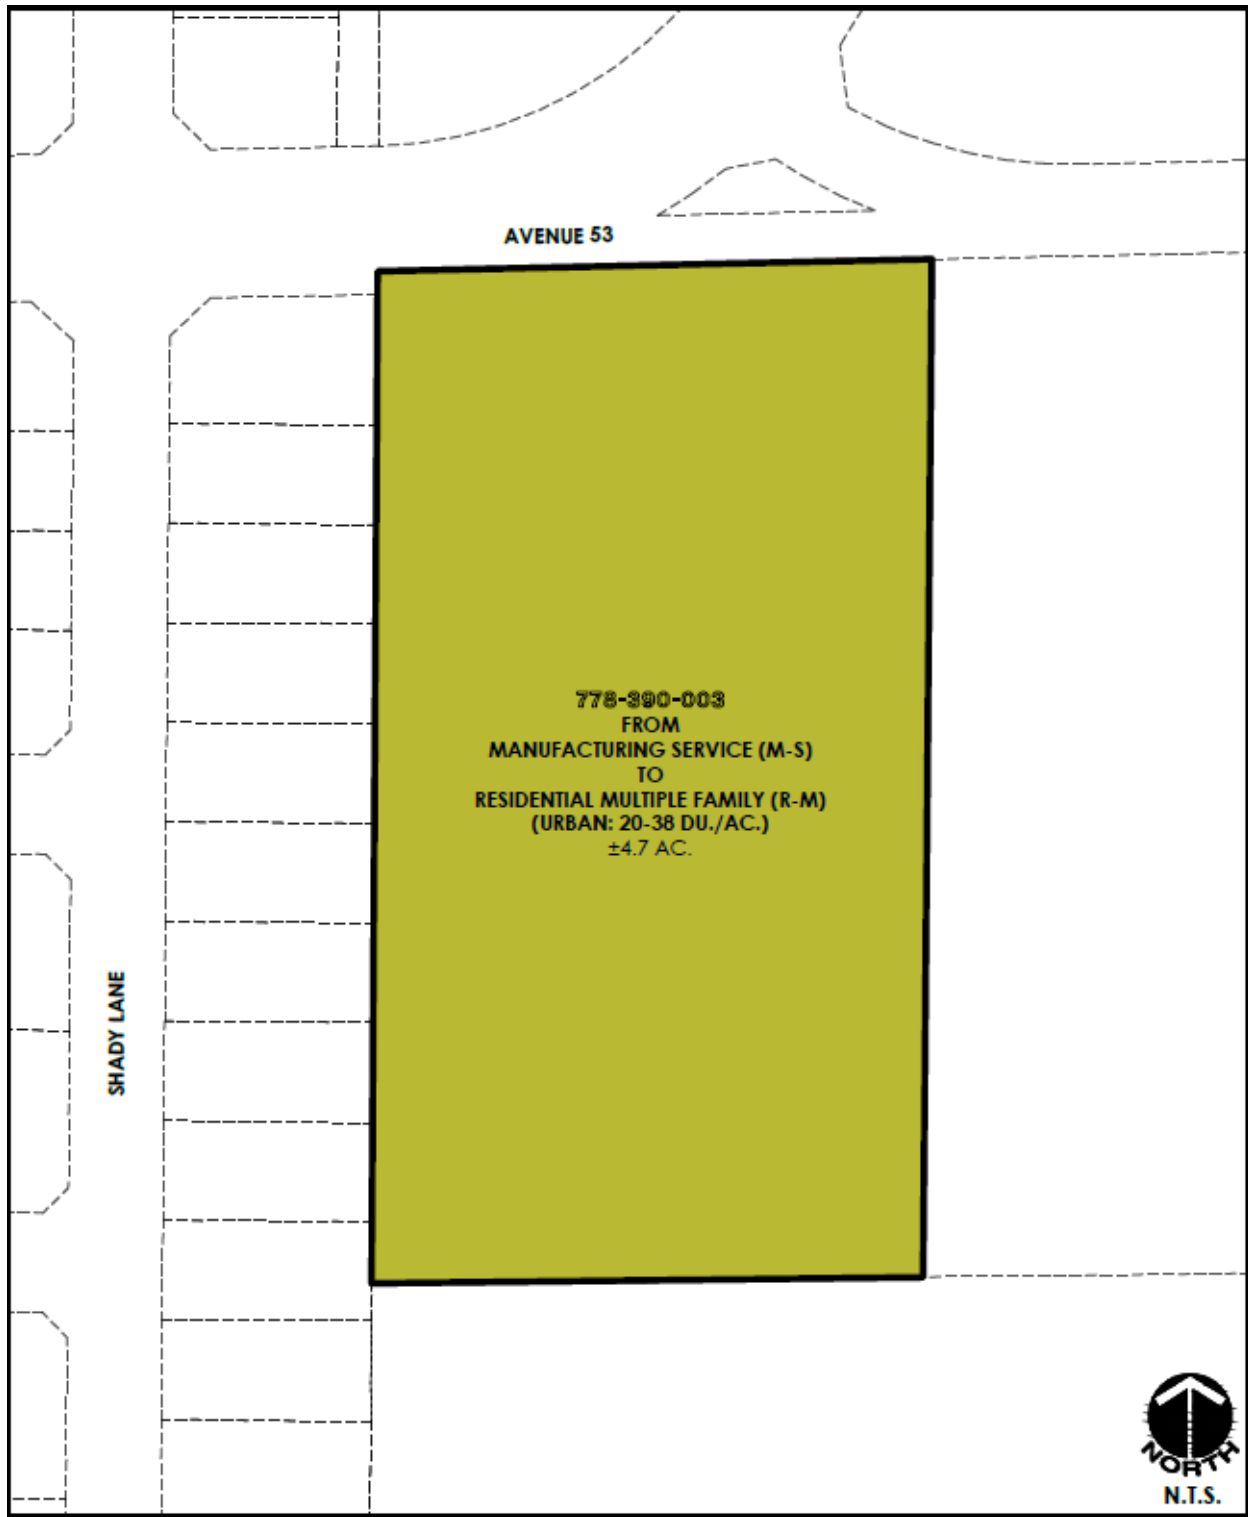 AVENUE 53
778-390-003
FROM
MANUFACTURING SERVICE (M-S)
TO
RESIDENTIAL MULTIPLE FAMILY (R-M)
(URBAN: 20-38 DU./AC.)
±4.7 AC.
SHADY LANE
NORTH
N.T.S.